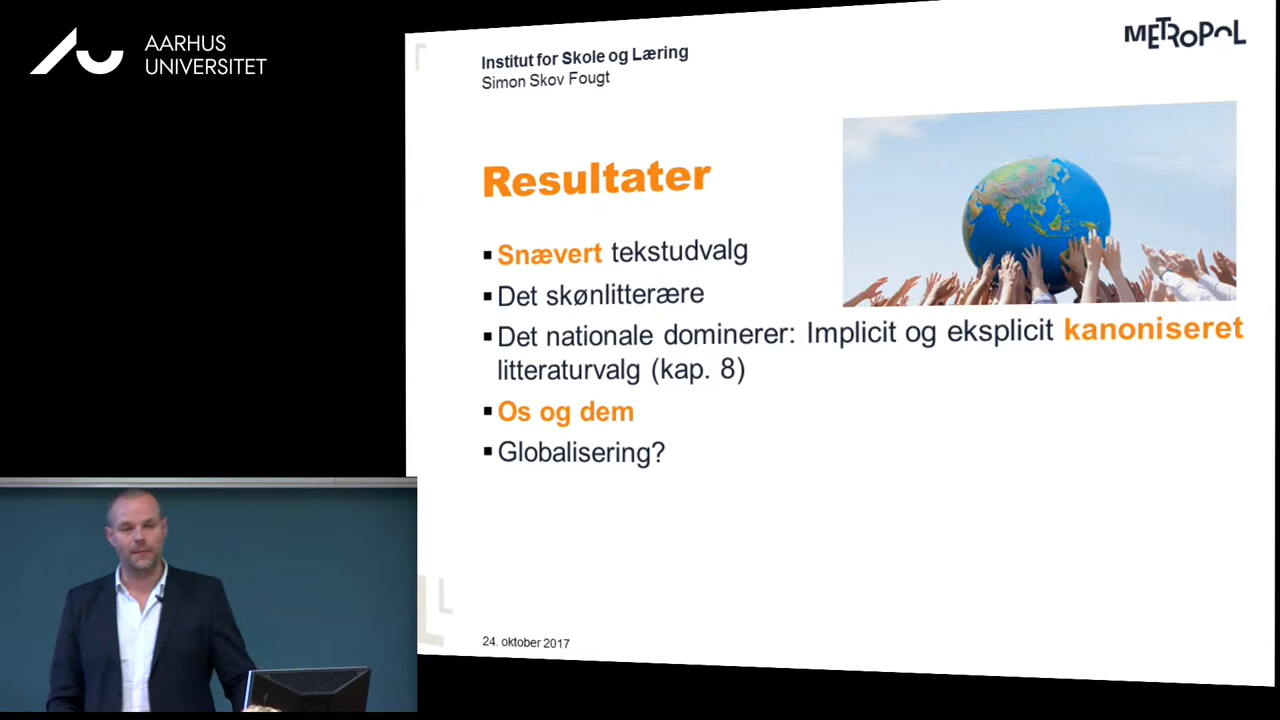 AARHUS
UNIVERSITET
METROPOL
Institut for Skole og Læring
Simon Skov Fougt
Resultater
Snævert tekstudvalg
Det skønlitterære
Det nationale dominerer: Implicit og eksplicit kanoniseret
litteraturvalg (kap. 8)
Os og dem
Globalisering?
24. oktober 2017